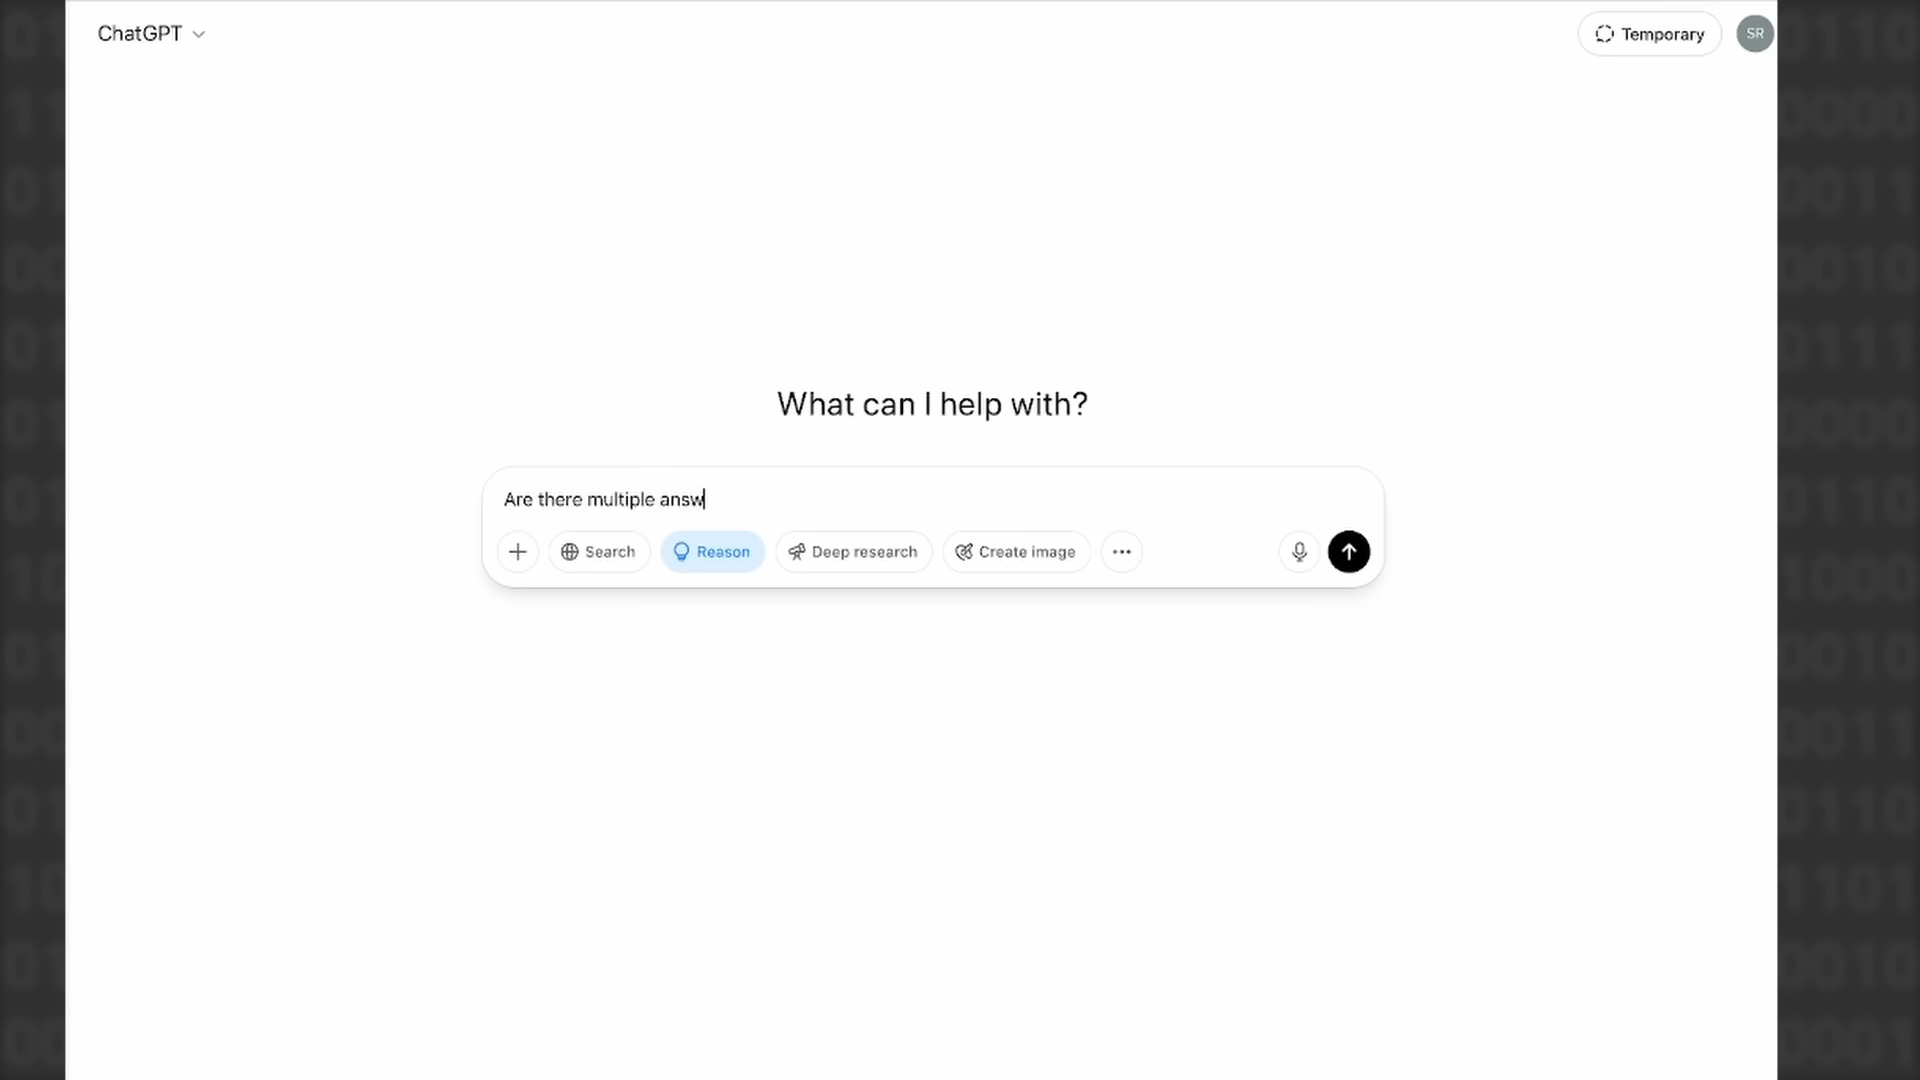 ChatGPT
Temporary
SR
What can I help with?
Are there multiple answ
Search
Reason
Deep research
Create image